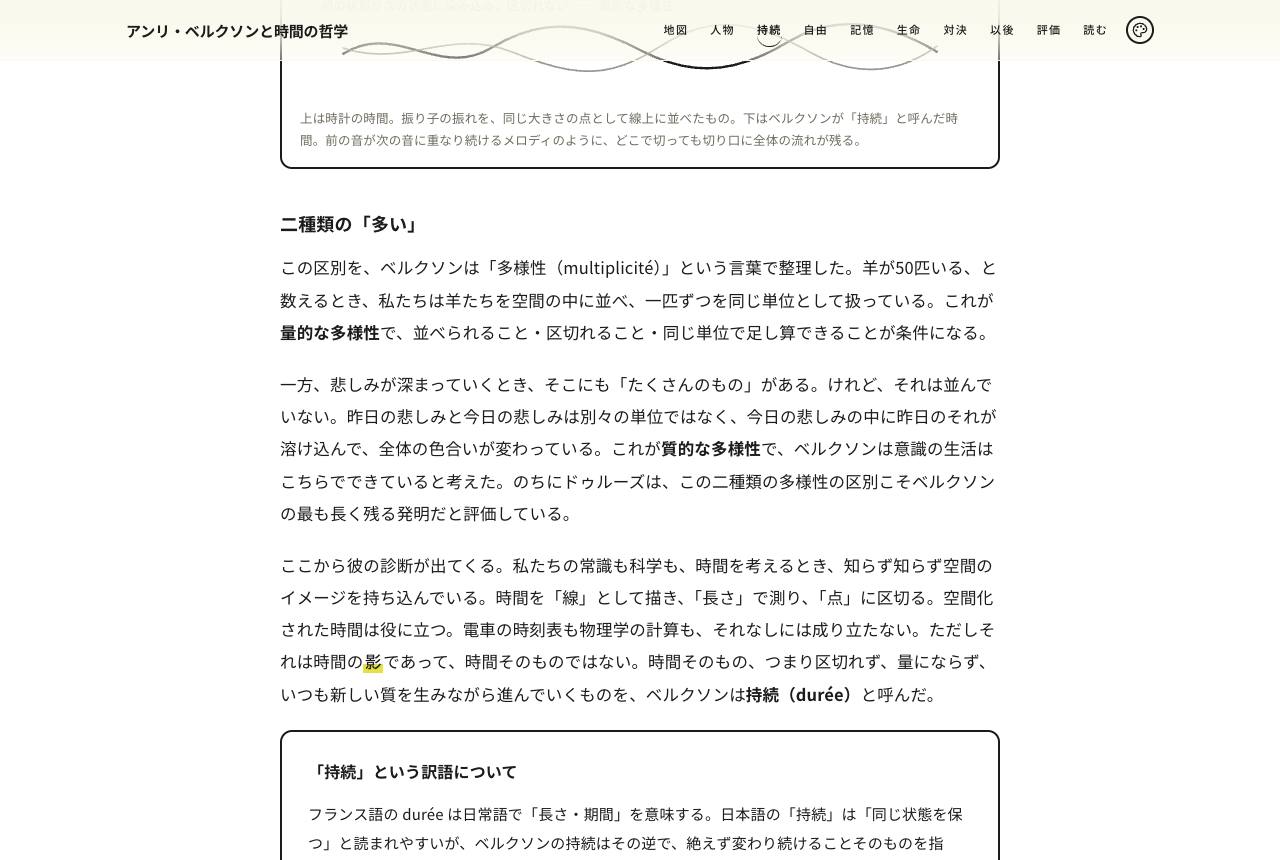 アンリ・ベルクソンと時間の哲学
地図 人物 持続 自由 記憶 生命 対決 以後 評価 読む
上は時計の時間。振り子の振れを、同じ大きさの点として線上に並べたもの。下はベルクソンが「持続」と呼んだ時
間。前の音が次の音に重なり続けるメロディのように、どこで切っても切り口に全体の流れが残る。
二種類の「多い」
この区別を、ベルクソンは「多様性（multiplicité）」という言葉で整理した。羊が50匹いる、と
数えるとき、私たちは羊たちを空間の中に並べ、一匹ずつを同じ単位として扱っている。これが
量的な多様性で、並べられること・区切れること・同じ単位で足し算できることが条件になる。
一方、悲しみが深まっていくとき、そこにも「たくさんのもの」がある。けれど、それは並んで
いない。昨日の悲しみと今日の悲しみは別々の単位ではなく、今日の悲しみの中に昨日のそれが
溶け込んで、全体の色合いが変わっている。これが質的な多様性で、ベルクソンは意識の生活は
こちらでできていると考えた。のちにドゥルーズは、この二種類の多様性の区別こそベルクソン
の最も長く残る発明だと評価している。
ここから彼の診断が出てくる。私たちの常識も科学も、時間を考えるとき、知らず知らず空間の
イメージを持ち込んでいる。時間を「線」として描き、「長さ」で測り、「点」に区切る。空間化
された時間は役に立つ。電車の時刻表も物理学の計算も、それなしには成り立たない。ただしそ
れは時間の影であって、時間そのものではない。時間そのもの、つまり区切れず、量にならず、
いつも新しい質を生みながら進んでいくものを、ベルクソンは持続（durée）と呼んだ。
「持続」という訳語について
フランス語の durée は日常語で「長さ・期間」を意味する。日本語の「持続」は「同じ状態を保
つ」と読まれやすいが、ベルクソンの持続はその逆で、絶えず変わり続けることそのものを指